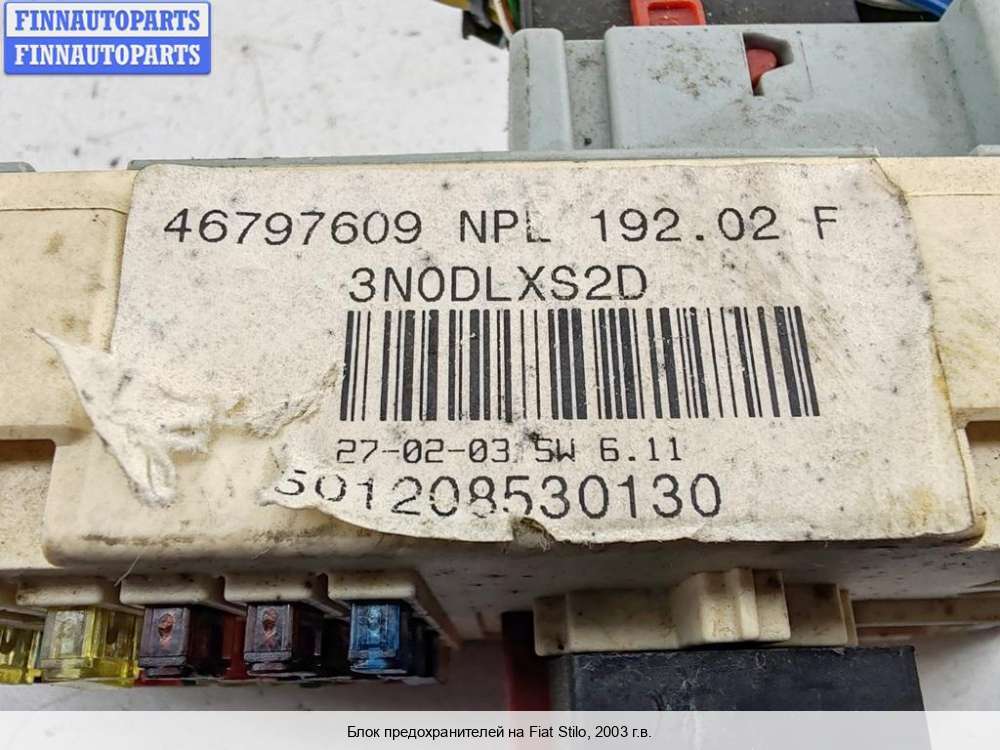 FINNAUTOPARTS
FINNAUTOPARTS
46797609 NPL 192.02 F
3N0DLXS2D
27-02-03 SW 6.11
501208530130
Блок предохранителей на Fiat Stilo, 2003 г.в.